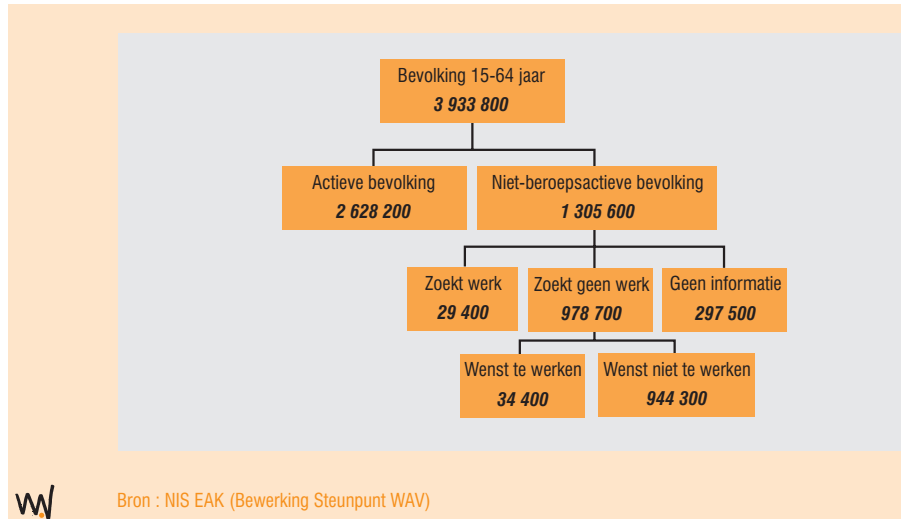 Bevolking 15-64 jaar
3 933 800
Actieve bevolking
2 628 200
Niet-beroepsactieve bevolking
1 305 600
Zoekt werk
29 400
Zoekt geen werk
978 700
Geen informatie
297 500
Wenst te werken
34 400
Wenst niet te werken
944 300
Bron : NIS EAK (Bewerking Steunpunt WAV)